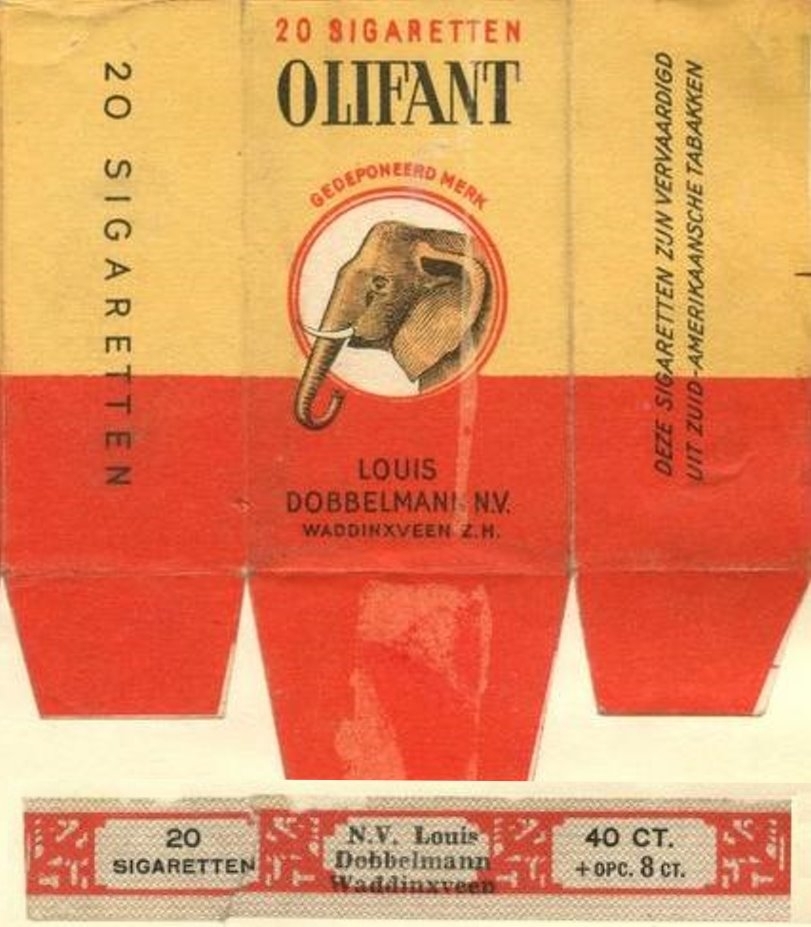 20 SIGARETTEN
20 SIGARETTEN
OLIFANT
GEDEPONEERD MERK
LOUIS
DOBBELMANN N.V.
WADDINXVEEN Z.H.
DEZE SIGARETTEN ZIJN VERVAARDIGD
UIT ZUID-AMERIKAANSCHE TABAKKEN
20
SIGARETTEN
N.V. Louis
Dobbelmann
Waddinxveen
40 CT.
+ OPC. 8 CT.